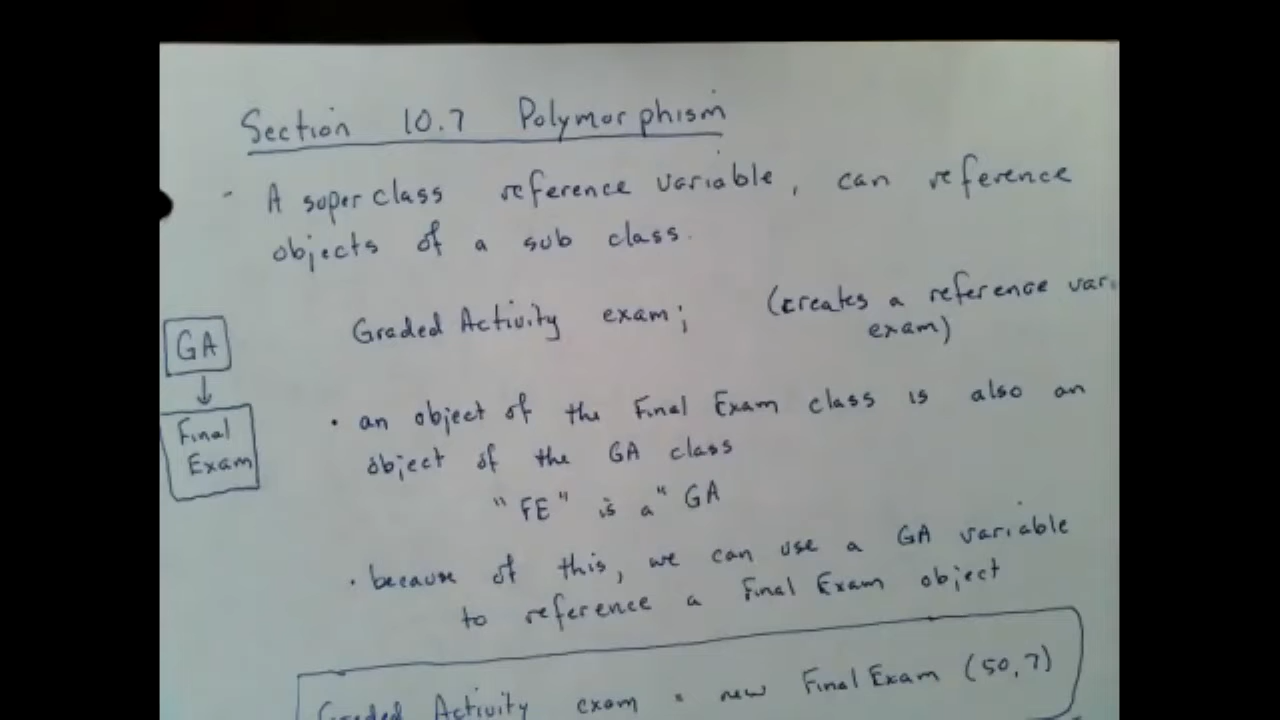 Section 10.7 Polymorphism
- A super class reference variable, can reference
objects of a sub class.
Graded Activity exam; (creates a reference var.
exam)
GA
Final
Exam
• an object of the Final Exam class is also an
object of the GA class
"FE" is a" GA
• because of this, we can use a GA variable
to reference a Final Exam object
Graded Activity exam = new Final Exam (50,7)